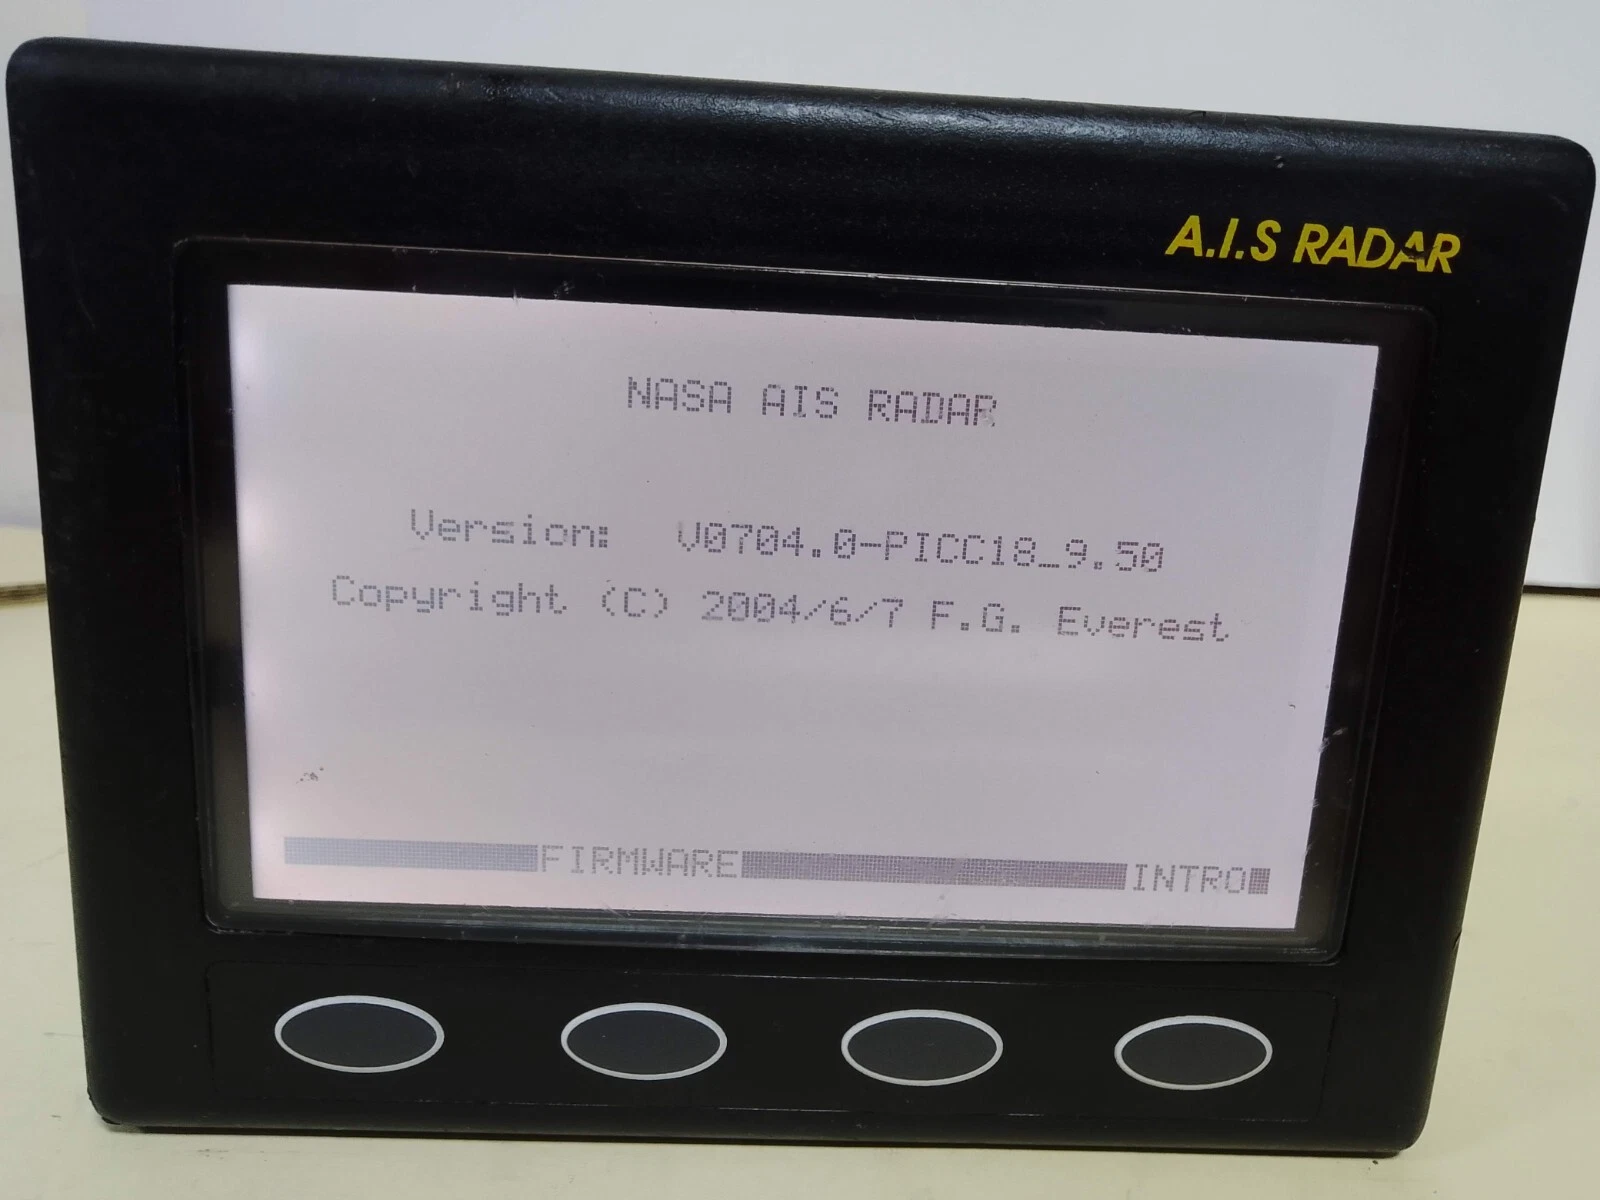 A.I.S RADAR
NASA AIS RADAR
Version: V0704.0-PICC18_9.50
Copyright (C) 2004/6/7 F.G. Everest
FIRMWARE INTRO